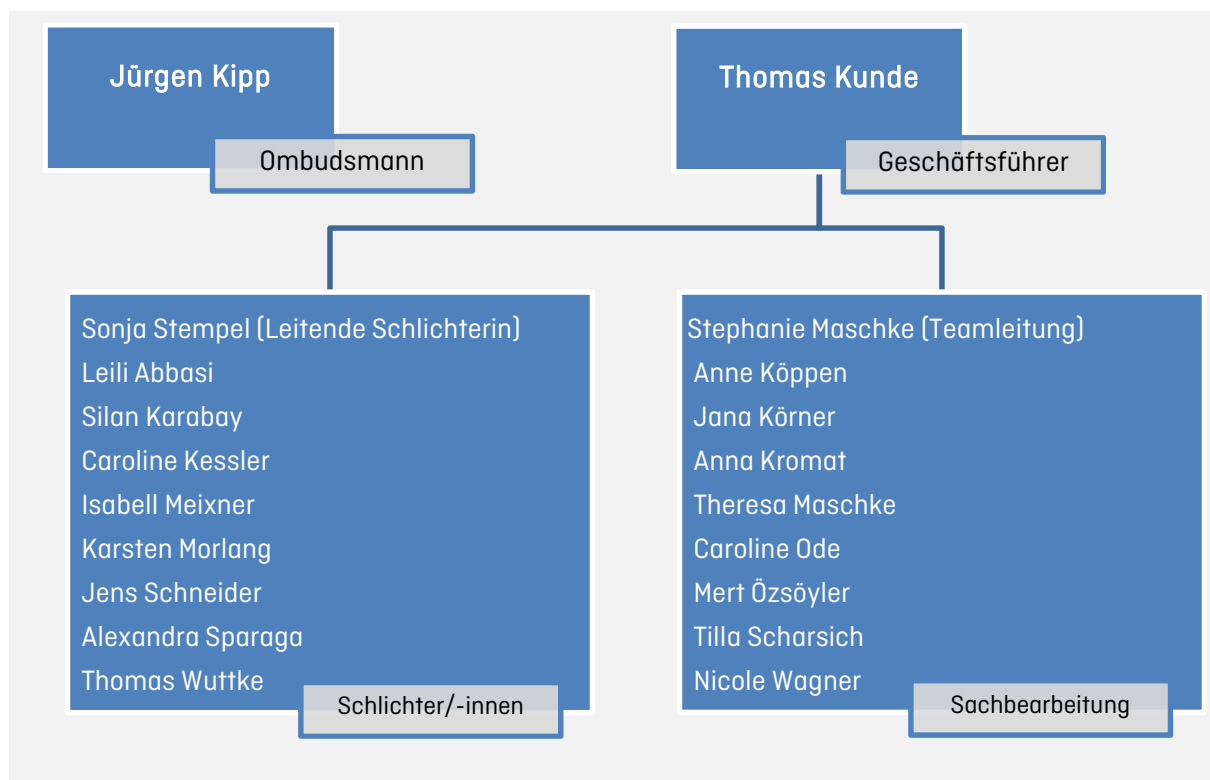 Jürgen Kipp
Ombudsmann
Thomas Kunde
Geschäftsführer
Sonja Stempel (Leitende Schlichterin)
Leili Abbasi
Silan Karabay
Caroline Kessler
Isabell Meixner
Karsten Morlang
Jens Schneider
Alexandra Sparaga
Thomas Wuttke
Schlichter/-innen
Stephanie Maschke (Teamleitung)
Anne Köppen
Jana Körner
Anna Kromat
Theresa Maschke
Caroline Ode
Mert Özsöyler
Tilla Scharsich
Nicole Wagner
Sachbearbeitung